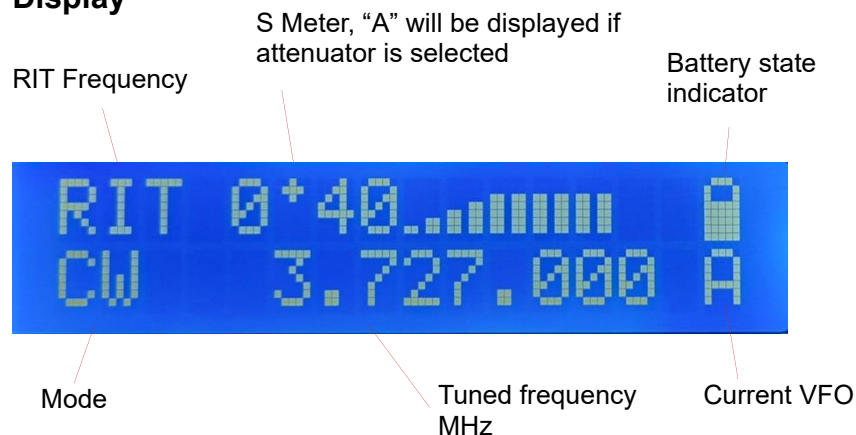 Display
S Meter, “A” will be displayed if
attenuator is selected
RIT Frequency
Battery state
indicator
RIT 0⁺40
CW 3.727.000 A
Mode
Tuned frequency
MHz
Current VFO